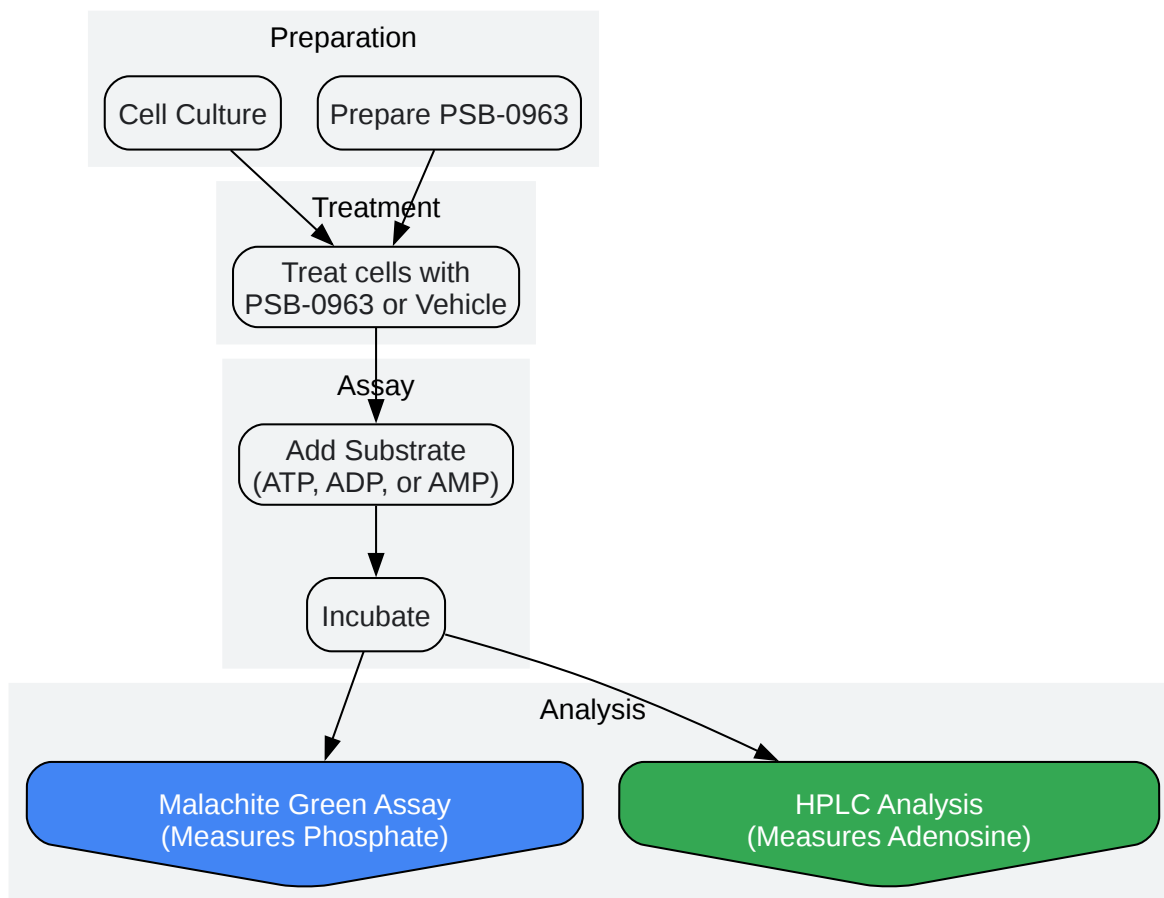 Preparation
Cell Culture
Prepare PSB-0963
Treatment
Treat cells with
PSB-0963 or Vehicle
Assay
Add Substrate
(ATP, ADP, or AMP)
Incubate
Analysis
Malachite Green Assay
(Measures Phosphate)
HPLC Analysis
(Measures Adenosine)